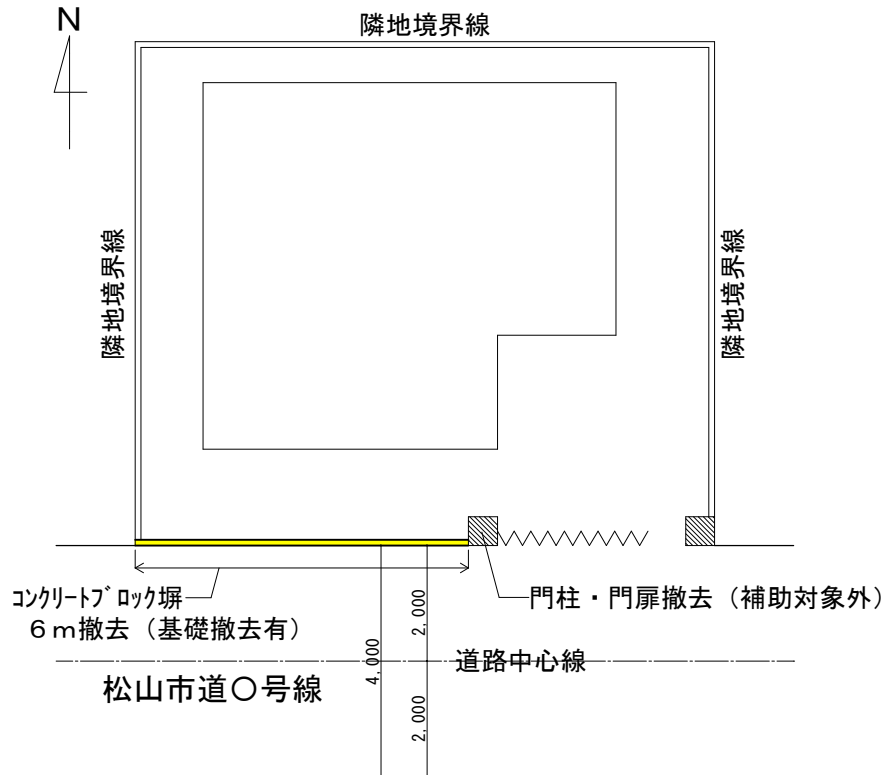 N
隣地境界線
隣地境界線
隣地境界線
コンクリートブロック塀
6m撤去（基礎撤去有）
門柱・門扉撤去（補助対象外）
2,000
4,000
道路中心線
松山市道〇号線
2,000